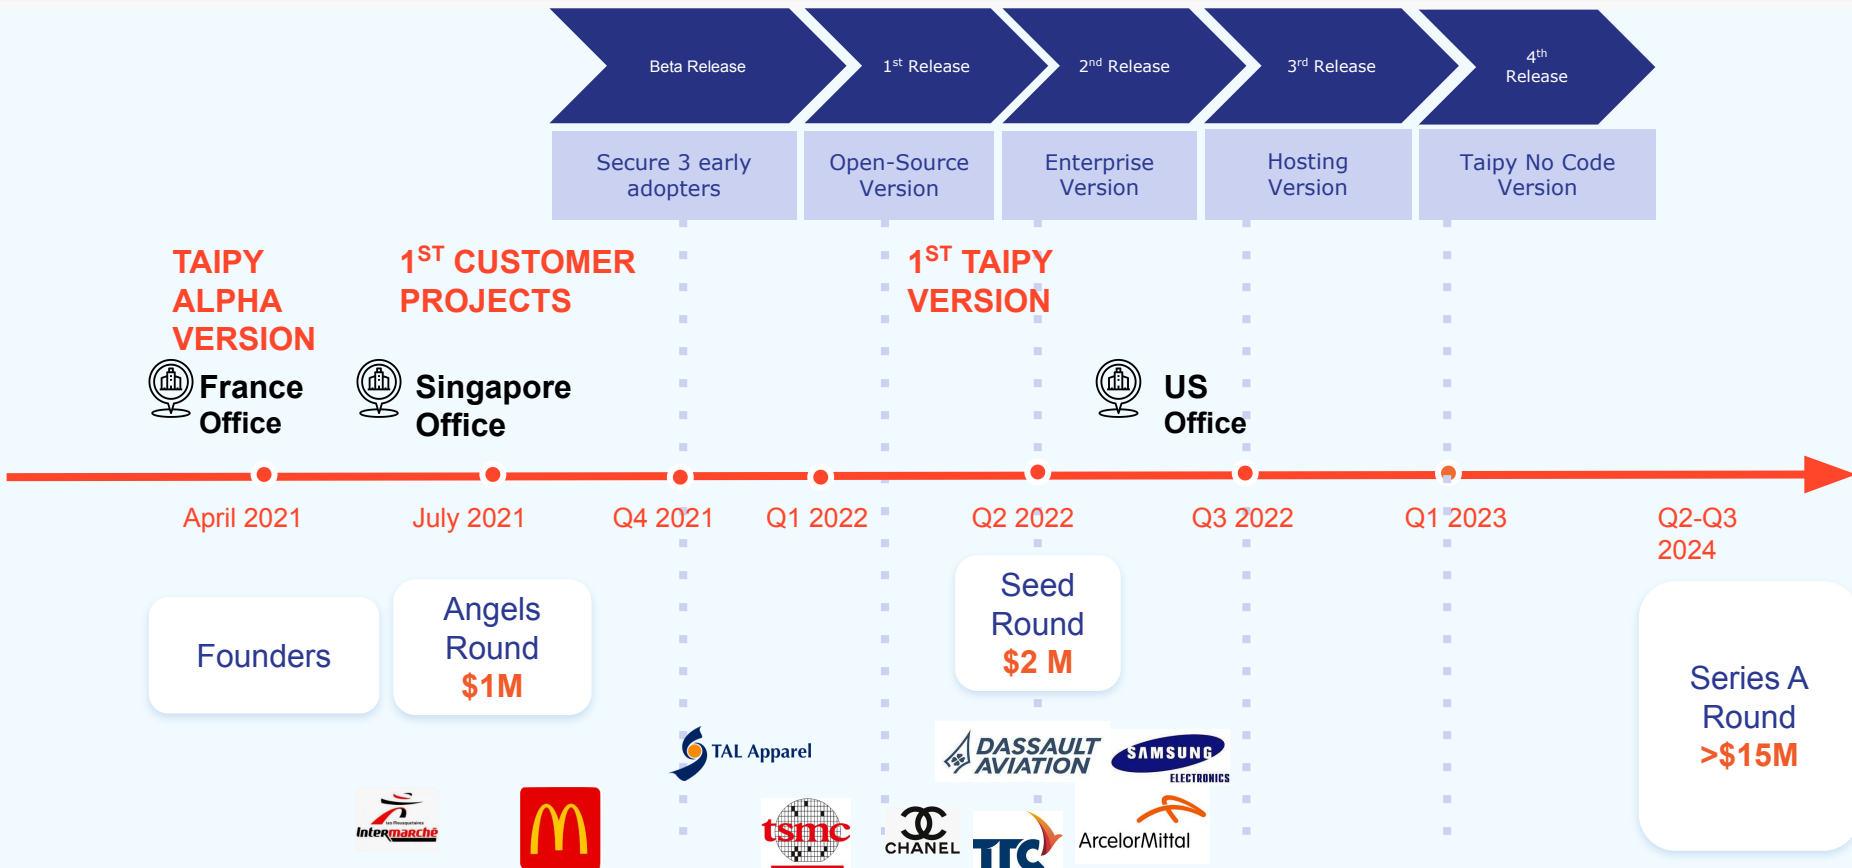 Beta Release
1st Release
2nd Release
3rd Release
4th
Release
Secure 3 early
adopters
Open-Source
Version
Enterprise
Version
Hosting
Version
Taipy No Code
Version
TAIPY
ALPHA
VERSION
1ST CUSTOMER
PROJECTS
1ST TAIPY
VERSION
France
Office
Singapore
Office
US
Office
April 2021
July 2021
Q4 2021
Q1 2022
Q2 2022
Q3 2022
Q1 2023
Q2-Q3
2024
Founders
Angels
Round
$1M
Seed
Round
$2 M
Series A
Round
>$15M
TAL Apparel
DASSAULT
AVIATION
SAMSUNG
ELECTRONICS
les Mousquetaires
Intermarché
tsmc
CHANEL
TTC
ArcelorMittal